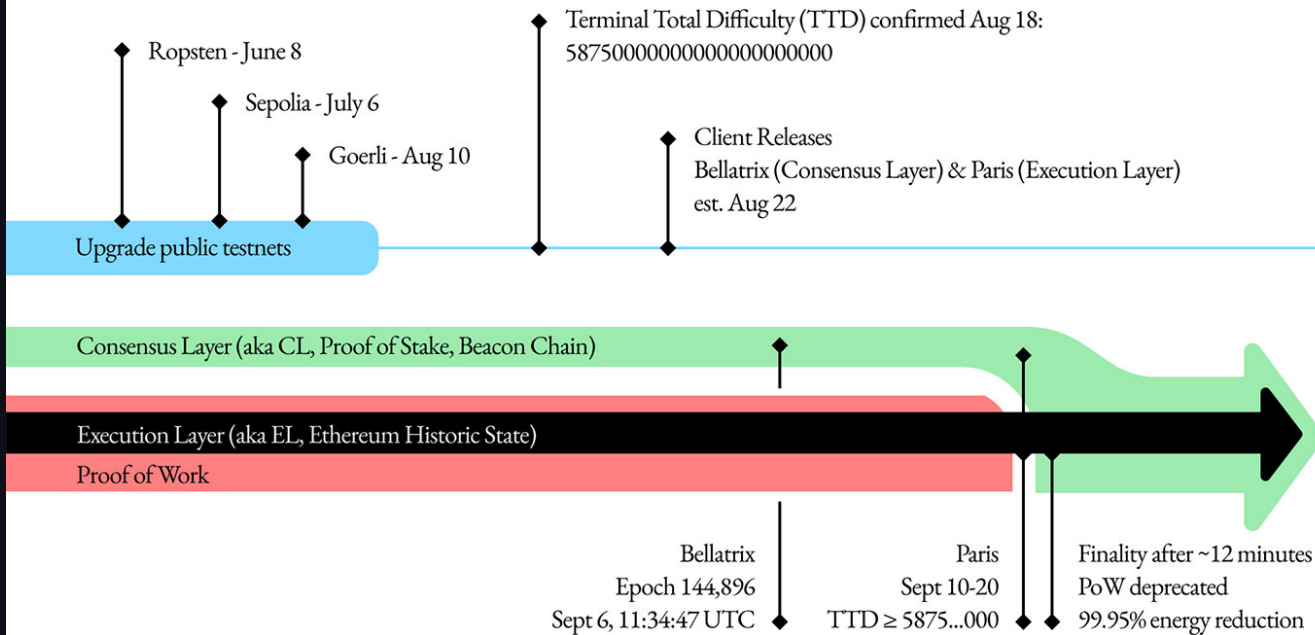 Ropsten - June 8
Sepolia - July 6
Goerli - Aug 10
Terminal Total Difficulty (TTD) confirmed Aug 18:
58750000000000000000000
Client Releases
Bellatrix (Consensus Layer) & Paris (Execution Layer)
est. Aug 22
Upgrade public testnets
Consensus Layer (aka CL, Proof of Stake, Beacon Chain)
Execution Layer (aka EL, Ethereum Historic State)
Proof of Work
Bellatrix
Epoch 144,896
Sept 6, 11:34:47 UTC
Paris
Sept 10-20
TTD ≥ 5875...000
Finality after ~12 minutes
PoW deprecated
99.95% energy reduction